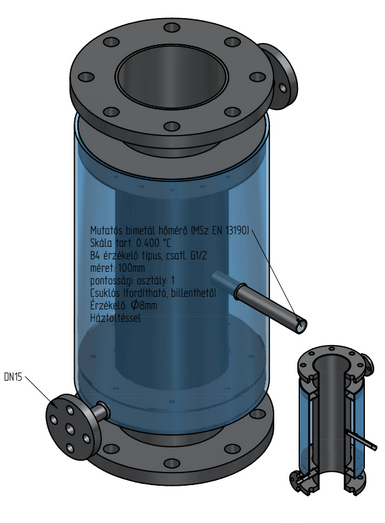 Mutatós bimetál hőmérő (MSz EN 13190)
Skála tart. 0.400 °C
B4 érzékelő típus, csatl. G1/2
méret: 100mm
pontossági osztály: 1
Csuklós (fordítható, billenthető)
Érzékelő: Ø8mm
Háztöltéssel
DN15